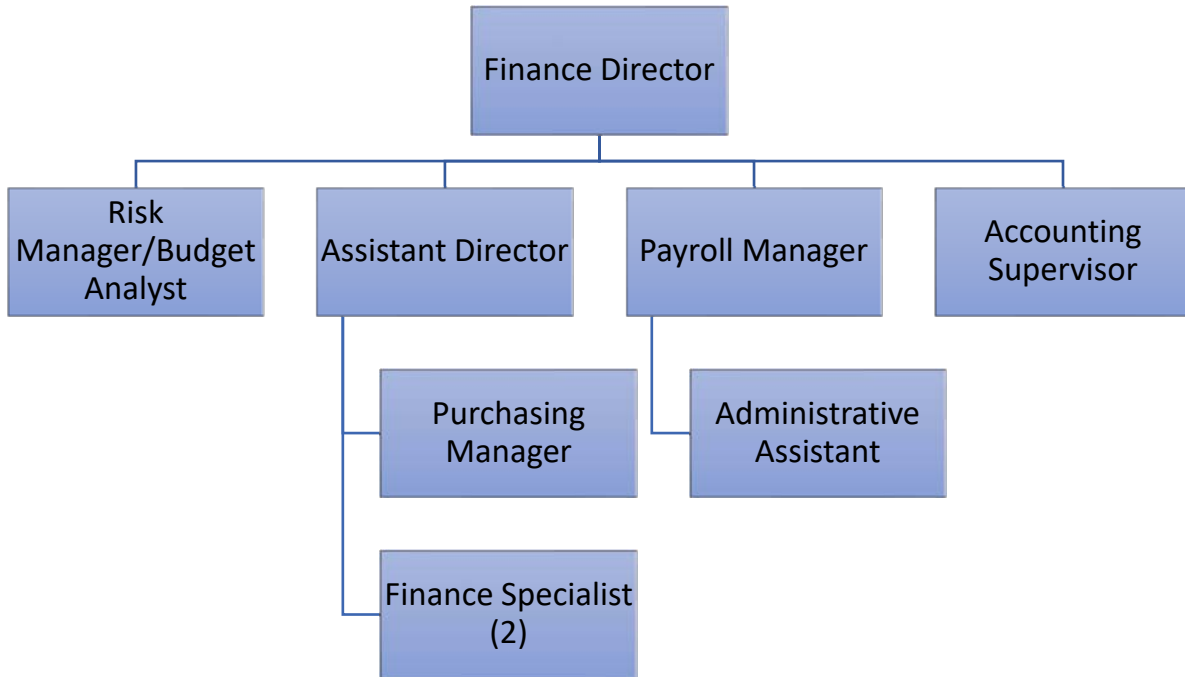 Finance Director
Risk
Manager/Budget
Analyst
Assistant Director
Payroll Manager
Accounting
Supervisor
Purchasing
Manager
Administrative
Assistant
Finance Specialist
(2)